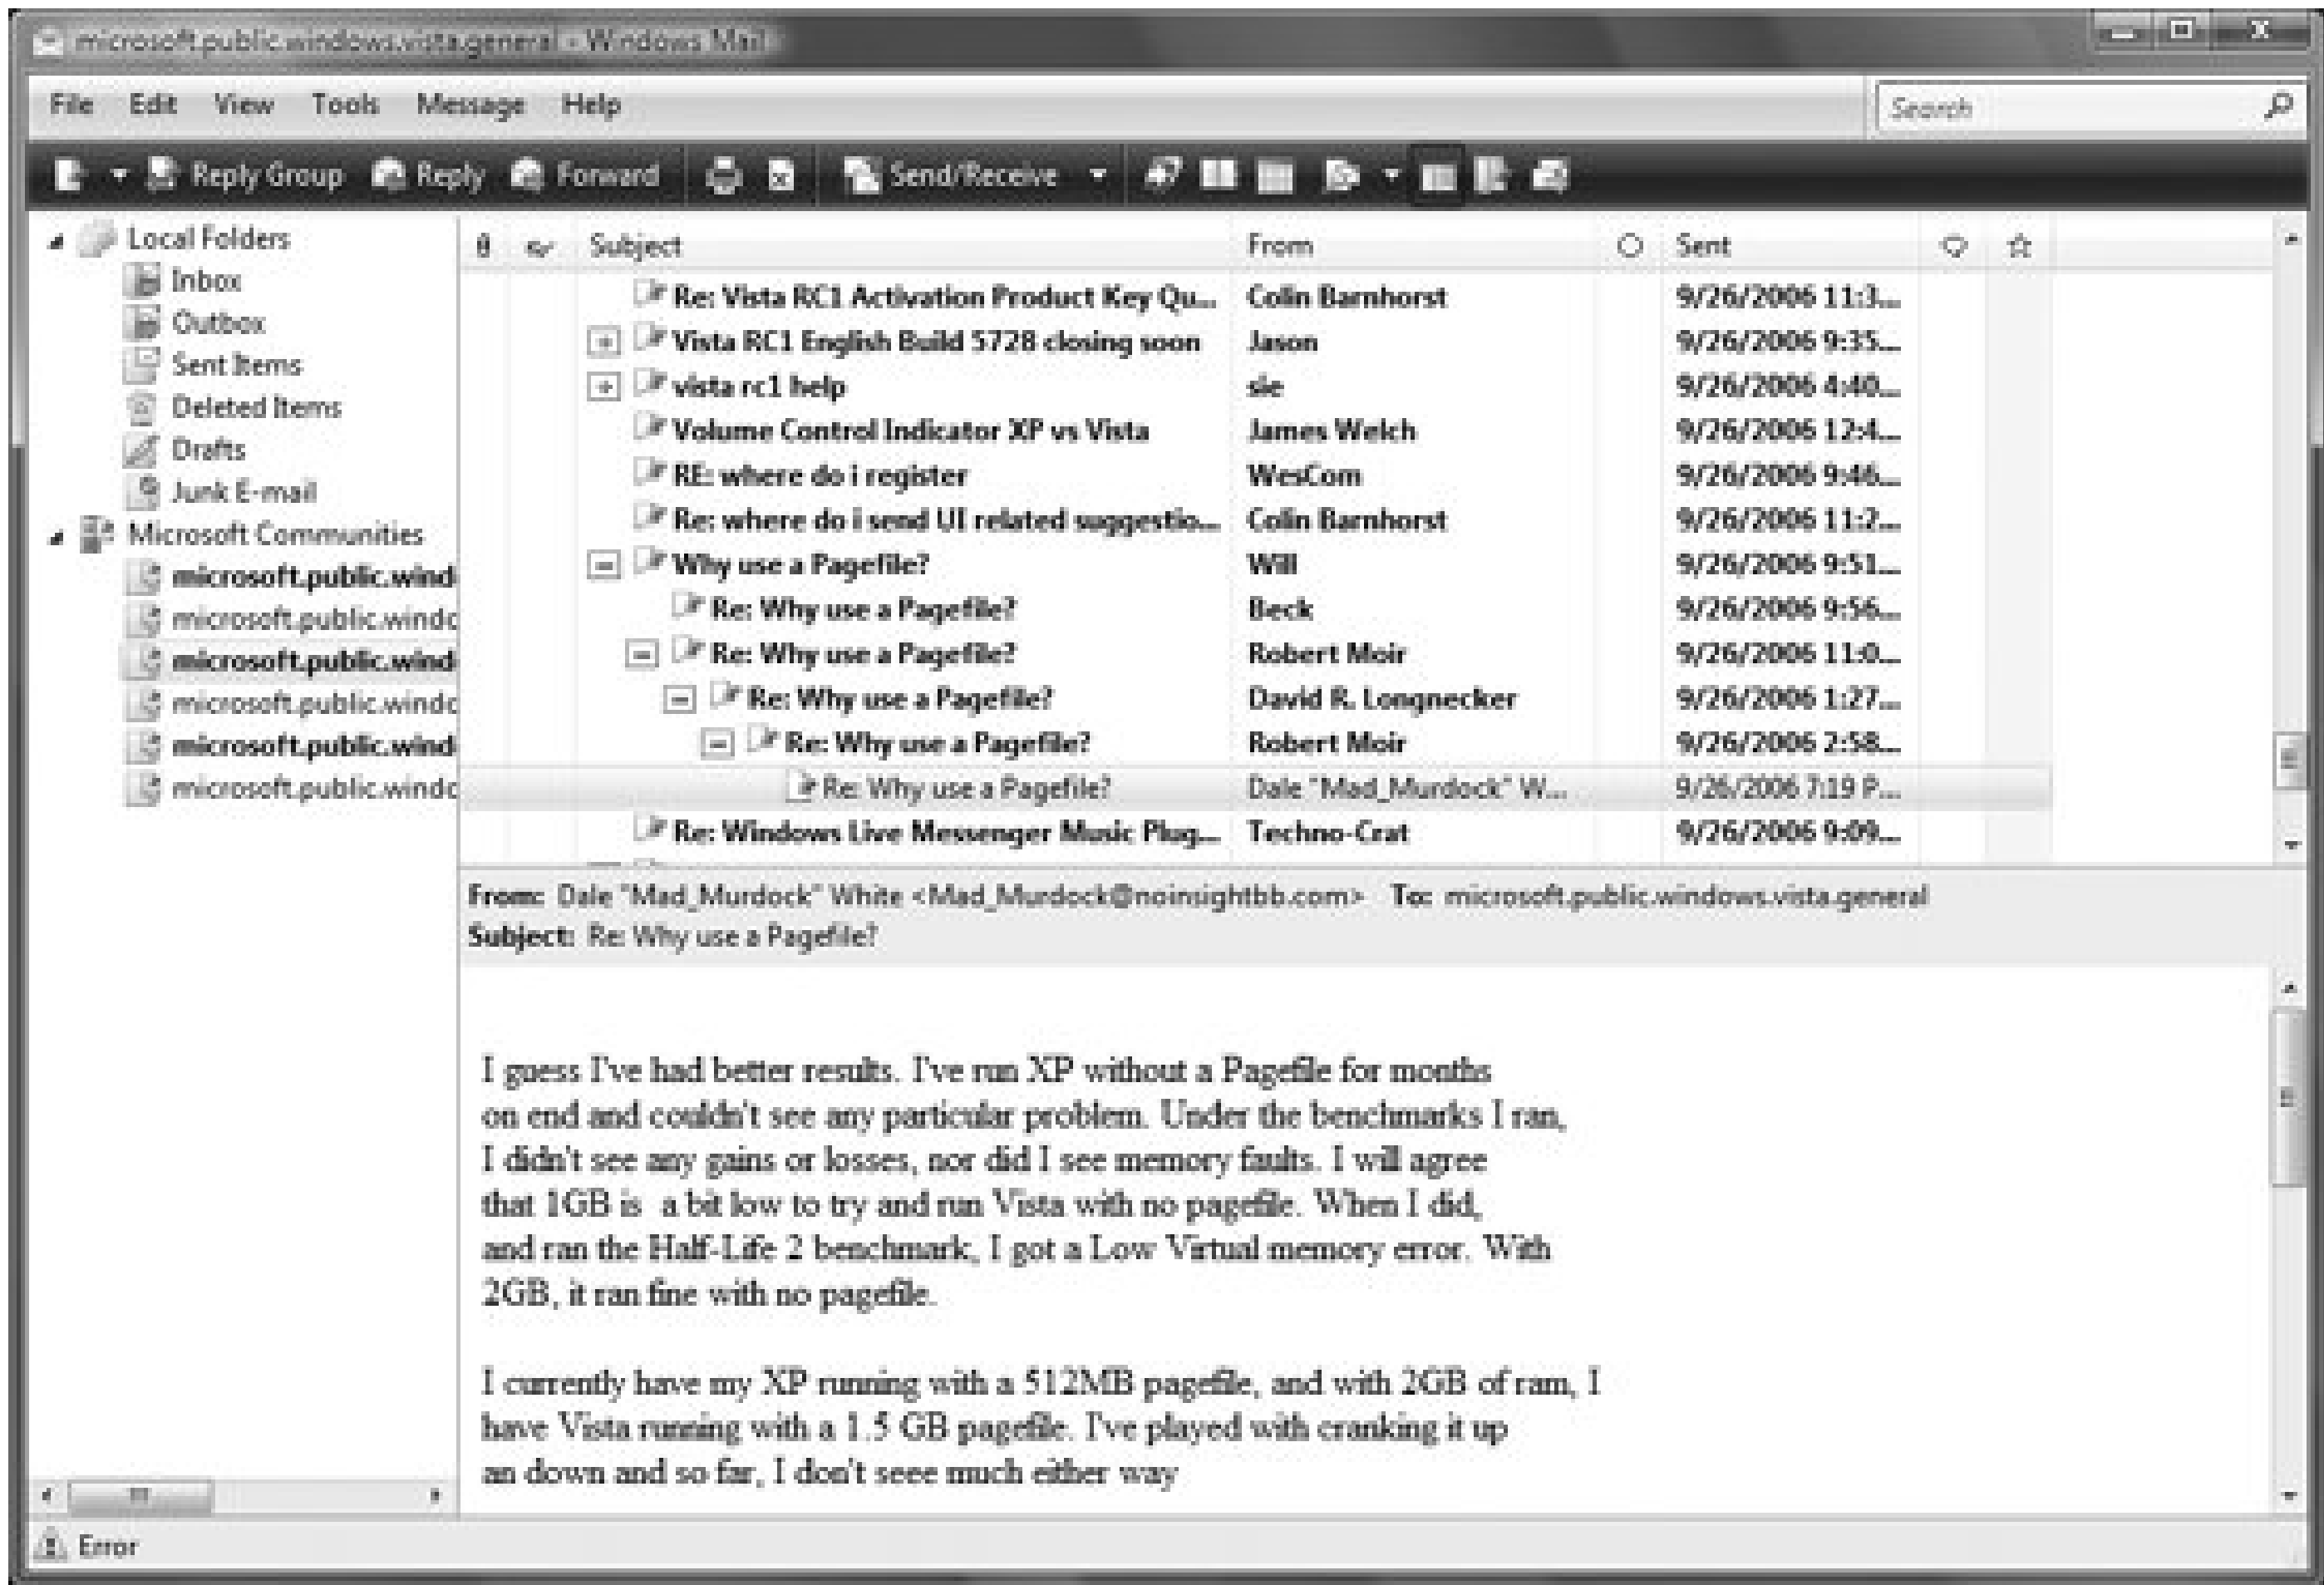 microsoft.public.windows.vista.general - Windows Mail
File Edit View Tools Message Help
Search
Reply Group Reply Forward Send/Receive
Local Folders
Inbox
Outbox
Sent Items
Deleted Items
Drafts
Junk E-mail
Microsoft Communities
microsoft.public.wind
microsoft.public.windo
microsoft.public.wind
microsoft.public.windo
microsoft.public.wind
microsoft.public.windo
Subject From Sent
Re: Vista RC1 Activation Product Key Qu... Colin Barnhorst 9/26/2006 11:3...
Vista RC1 English Build 5728 closing soon Jason 9/26/2006 9:35...
vista rc1 help sie 9/26/2006 4:40...
Volume Control Indicator XP vs Vista James Welch 9/26/2006 12:4...
RE: where do i register WesCom 9/26/2006 9:46...
Re: where do i send UI related suggestio... Colin Barnhorst 9/26/2006 11:2...
Why use a Pagefile? Will 9/26/2006 9:51...
Re: Why use a Pagefile? Beck 9/26/2006 9:56...
Re: Why use a Pagefile? Robert Moir 9/26/2006 11:0...
Re: Why use a Pagefile? David R. Longnecker 9/26/2006 1:27...
Re: Why use a Pagefile? Robert Moir 9/26/2006 2:58...
Re: Why use a Pagefile? Dale "Mad_Murdock" W... 9/26/2006 7:19 P...
Re: Windows Live Messenger Music Plug... Techno-Crat 9/26/2006 9:09...
From: Dale "Mad_Murdock" White <Mad_Murdock@noinsightbb.com> To: microsoft.public.windows.vista.general
Subject: Re: Why use a Pagefile?
I guess I've had better results. I've run XP without a Pagefile for months
on end and couldn't see any particular problem. Under the benchmarks I ran,
I didn't see any gains or losses, nor did I see memory faults. I will agree
that 1GB is a bit low to try and run Vista with no pagefile. When I did,
and ran the Half-Life 2 benchmark, I got a Low Virtual memory error. With
2GB, it ran fine with no pagefile.
I currently have my XP running with a 512MB pagefile, and with 2GB of ram, I
have Vista running with a 1.5 GB pagefile. I've played with cranking it up
an down and so far, I don't seee much either way
Error